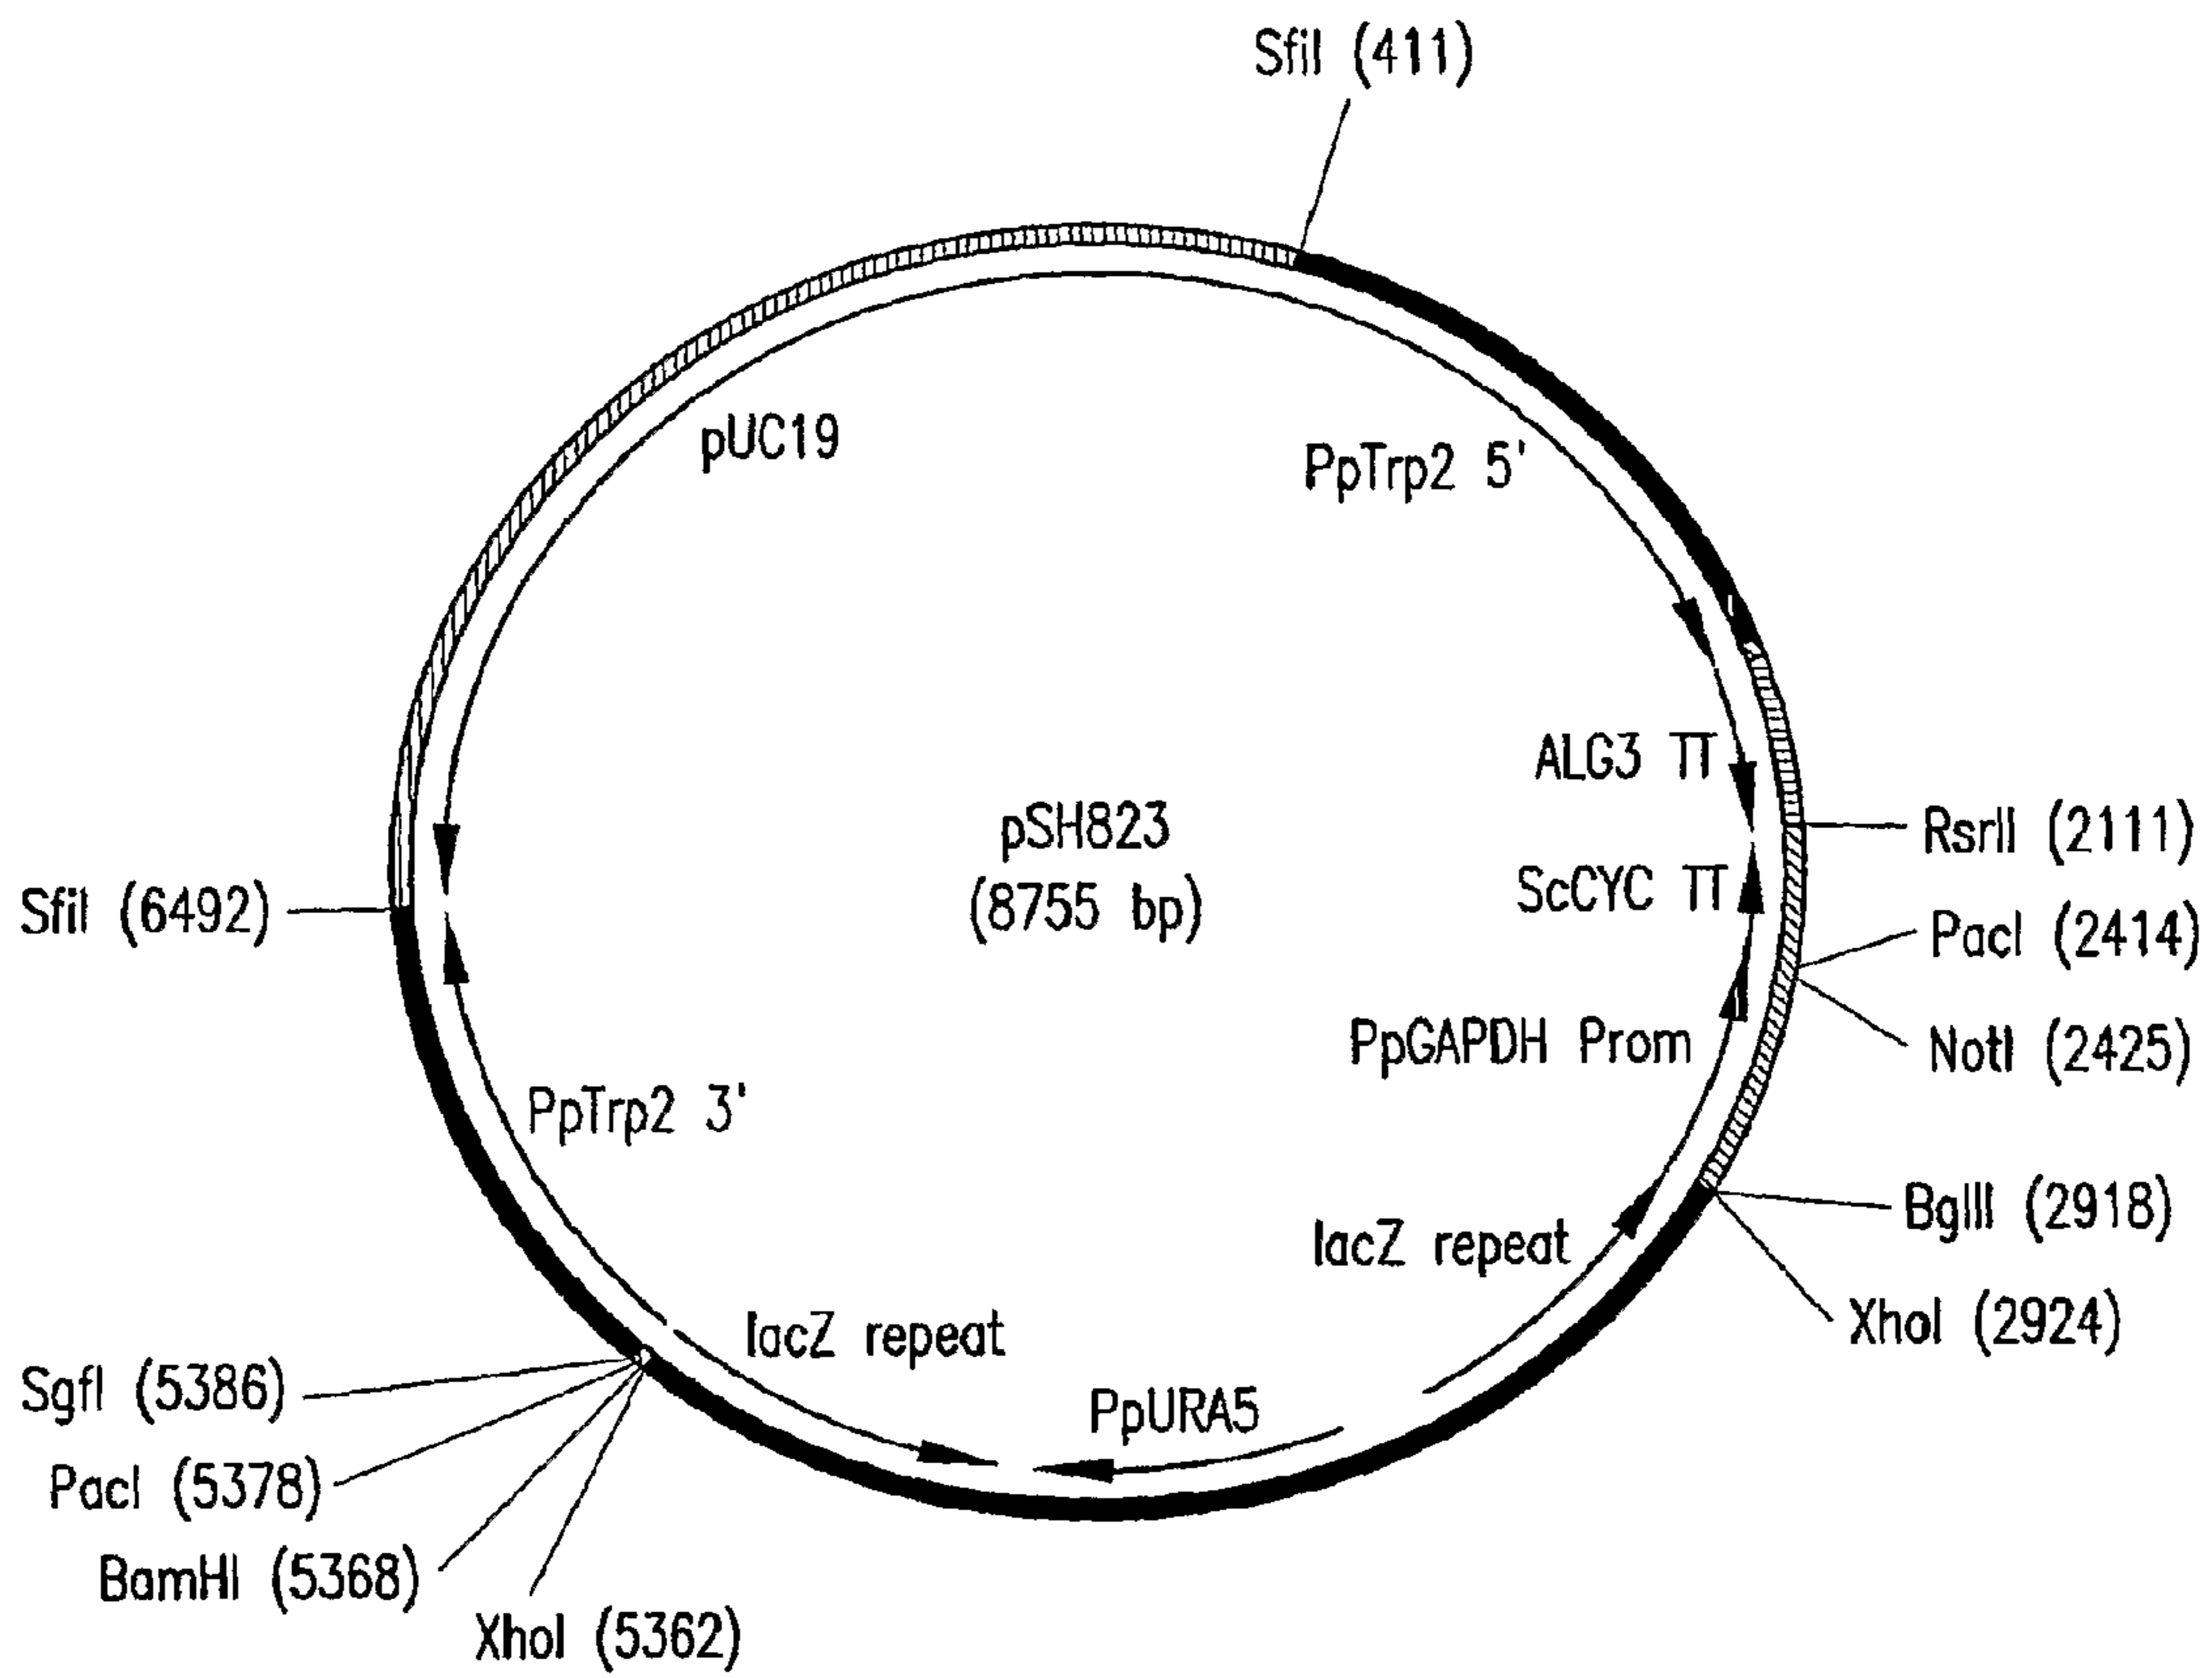 SfiI (411)
pUC19
PpTrp2 5'
ALG3 TT
pSH823
(8755 bp)
RsrII (2111)
ScCYC TT
SfiI (6492)
PacI (2414)
PpGAPDH Prom
NotI (2425)
PpTrp2 3'
BglII (2918)
lacZ repeat
XhoI (2924)
lacZ repeat
SgfI (5386)
PpURA5
PacI (5378)
BamHI (5368)
XhoI (5362)